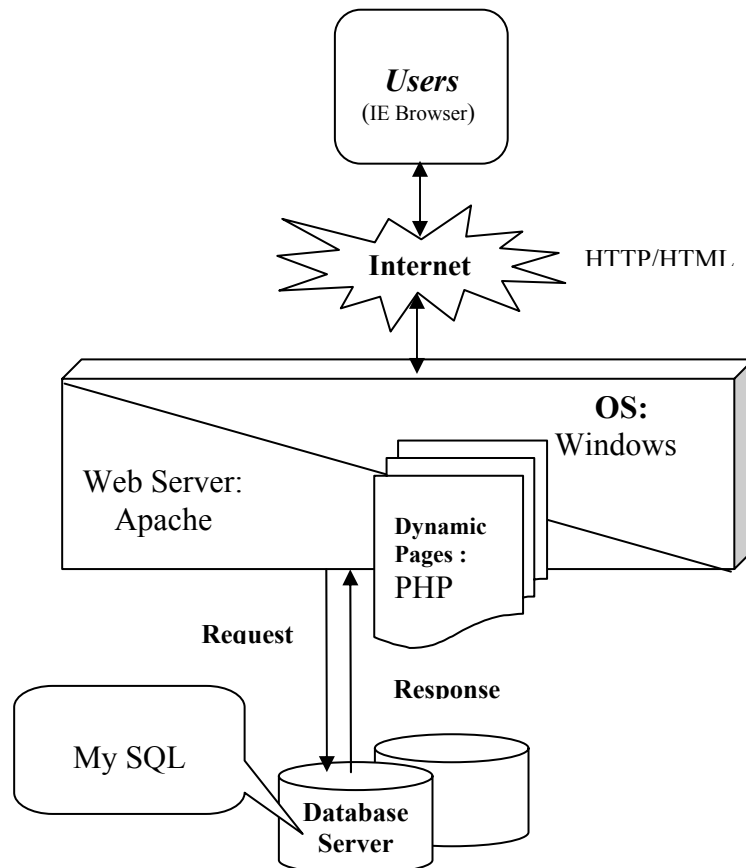 Users
(IE Browser)
Internet
HTTP/HTML
OS:
Windows
Web Server:
Apache
Dynamic
Pages :
PHP
Request
Response
My SQL
Database
Server